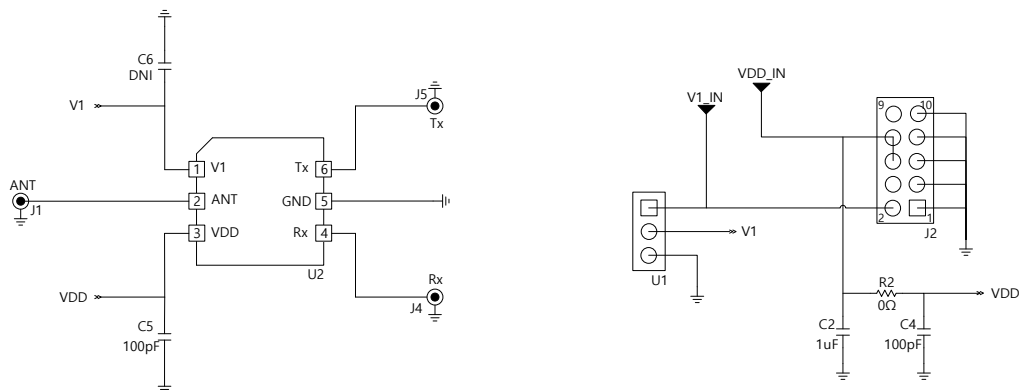 C6
DNI
V1
ANT
J1
1 V1
2 ANT
3 VDD
Tx 6
GND 5
Rx 4
U2
J5
Tx
Rx
J4
VDD
C5
100pF
VDD_IN
V1_IN
9 10
2 1
J2
V1
U1
R2
0Ω
VDD
C2
1uF
C4
100pF